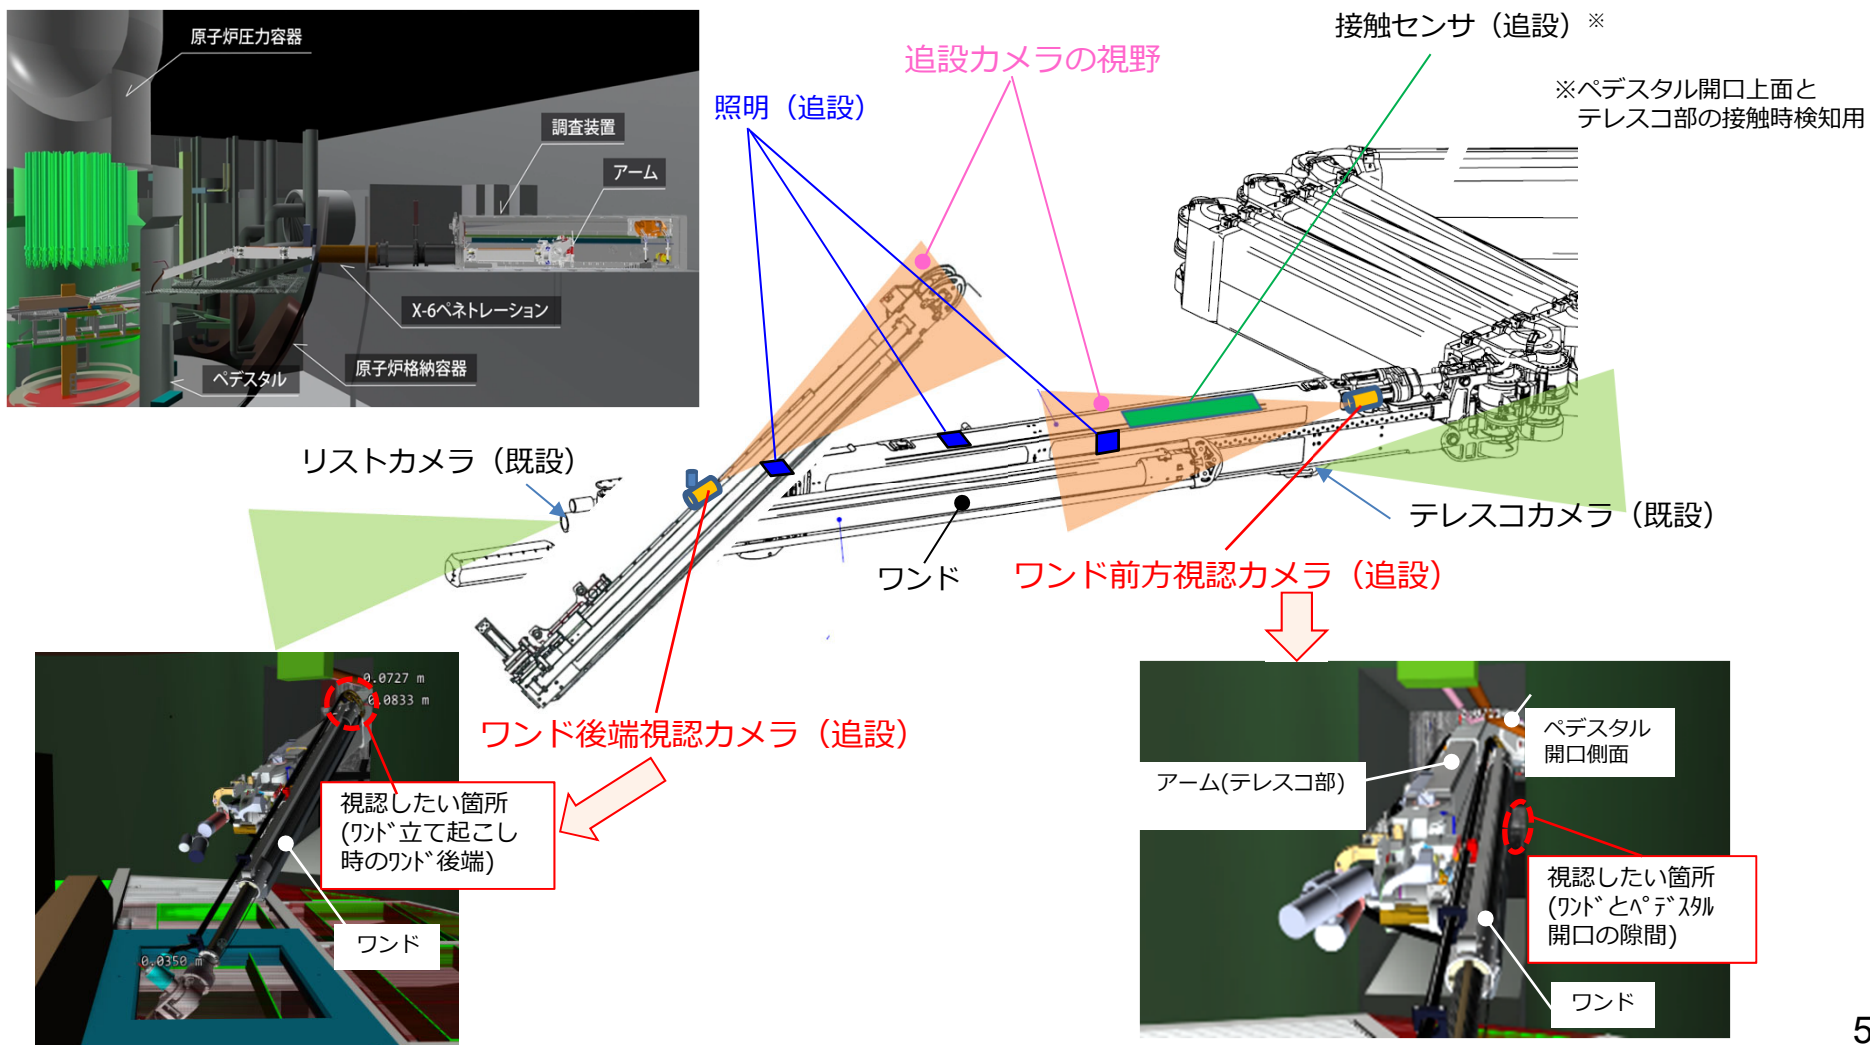 原子炉圧力容器
調査装置
アーム
X-6ペネトレーション
原子炉格納容器
ペデスタル
接触センサ（追設）※
※ペデスタル開口上面と
テレスコ部の接触時検知用
追設カメラの視野
照明（追設）
リストカメラ（既設）
テレスコカメラ（既設）
ワンド
ワンド前方視認カメラ（追設）
ワンド後端視認カメラ（追設）
0.0727 m
0.0833 m
視認したい箇所
(ﾜﾝﾄﾞ立て起こし
時のﾜﾝﾄﾞ後端)
ワンド
0.0350 m
ペデスタル
開口側面
アーム(テレスコ部)
視認したい箇所
(ﾜﾝﾄﾞとﾍﾟﾃﾞｽﾀﾙ
開口の隙間)
ワンド
5